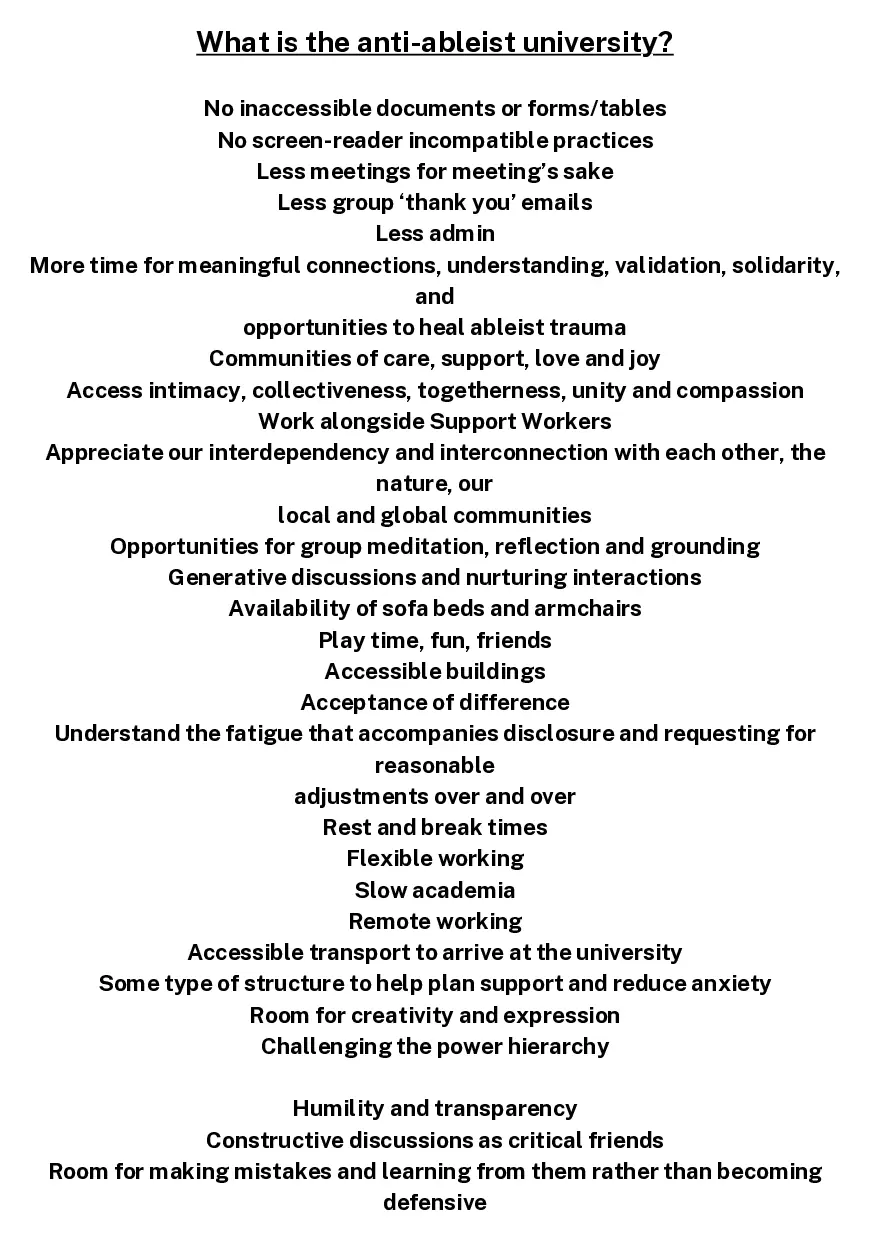 What is the anti-ableist university?
No inaccessible documents or forms/tables
No screen-reader incompatible practices
Less meetings for meeting’s sake
Less group ‘thank you’ emails
Less admin
More time for meaningful connections, understanding, validation, solidarity,
and
opportunities to heal ableist trauma
Communities of care, support, love and joy
Access intimacy, collectiveness, togetherness, unity and compassion
Work alongside Support Workers
Appreciate our interdependency and interconnection with each other, the
nature, our
local and global communities
Opportunities for group meditation, reflection and grounding
Generative discussions and nurturing interactions
Availability of sofa beds and armchairs
Play time, fun, friends
Accessible buildings
Acceptance of difference
Understand the fatigue that accompanies disclosure and requesting for
reasonable
adjustments over and over
Rest and break times
Flexible working
Slow academia
Remote working
Accessible transport to arrive at the university
Some type of structure to help plan support and reduce anxiety
Room for creativity and expression
Challenging the power hierarchy
Humility and transparency
Constructive discussions as critical friends
Room for making mistakes and learning from them rather than becoming
defensive